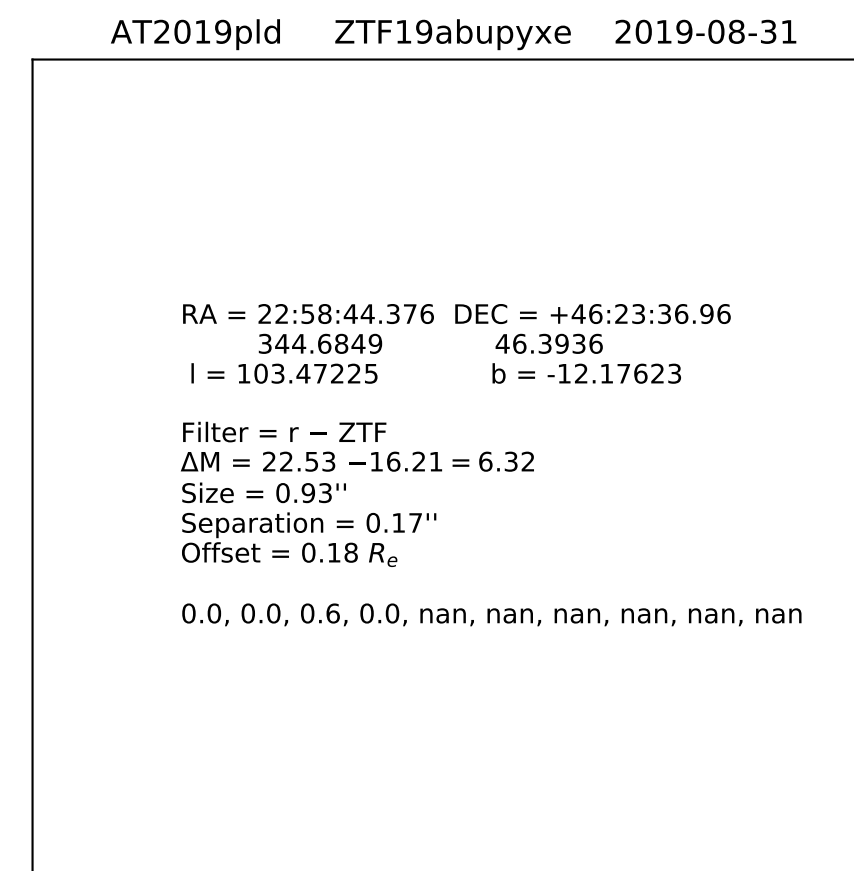 AT2019pld ZTF19abupyxe 2019-08-31
RA = 22:58:44.376 DEC = +46:23:36.96
344.6849 46.3936
l = 103.47225 b = -12.17623
Filter = r − ZTF
ΔM = 22.53 −16.21 = 6.32
Size = 0.93''
Separation = 0.17''
Offset = 0.18 Rₑ
0.0, 0.0, 0.6, 0.0, nan, nan, nan, nan, nan, nan